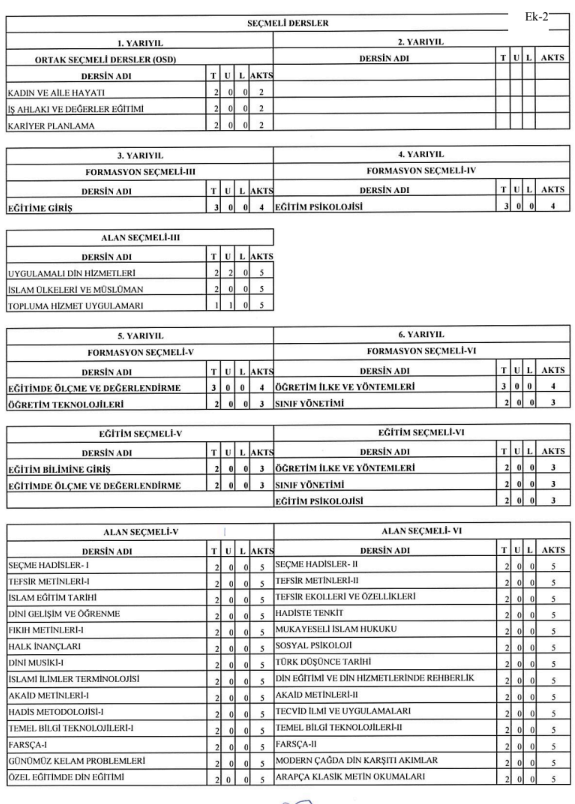 Ek-2
SEÇMELİ DERSLER
1. YARIYIL 2. YARIYIL
ORTAK SEÇMELİ DERSLER (OSD) DERSİN ADI T U L AKTS
DERSİN ADI T U L AKTS
KADIN VE AİLE HAYATI 2 0 0 2
İŞ AHLAKI VE DEĞERLER EĞİTİMİ 2 0 0 2
KARİYER PLANLAMA 2 0 0 2
3. YARIYIL 4. YARIYIL
FORMASYON SEÇMELİ-III FORMASYON SEÇMELİ-IV
DERSİN ADI T U L AKTS DERSİN ADI T U L AKTS
EĞİTİME GİRİŞ 3 0 0 4 EĞİTİM PSİKOLOJİSİ 3 0 0 4
ALAN SEÇMELİ-III
DERSİN ADI T U L AKTS
UYGULAMALI DİN HİZMETLERİ 2 2 0 5
İSLAM ÜLKELERİ VE MÜSLÜMAN 2 0 0 5
TOPLUMA HİZMET UYGULAMARI 1 1 0 5
5. YARIYIL 6. YARIYIL
FORMASYON SEÇMELİ-V FORMASYON SEÇMELİ-VI
DERSİN ADI T U L AKTS DERSİN ADI T U L AKTS
EĞİTİMDE ÖLÇME VE DEĞERLENDİRME 3 0 0 4 ÖĞRETİM İLKE VE YÖNTEMLERİ 3 0 0 4
ÖĞRETİM TEKNOLOJİLERİ 2 0 0 3 SINIF YÖNETİMİ 2 0 0 3
EĞİTİM SEÇMELİ-V EĞİTİM SEÇMELİ-VI
DERSİN ADI T U L AKTS DERSİN ADI T U L AKTS
EĞİTİM BİLİMİNE GİRİŞ 2 0 0 3 ÖĞRETİM İLKE VE YÖNTEMLERİ 2 0 0 3
EĞİTİMDE ÖLÇME VE DEĞERLENDİRME 2 0 0 3 SINIF YÖNETİMİ 2 0 0 3
EĞİTİM PSİKOLOJİSİ 2 0 0 3
ALAN SEÇMELİ-V ALAN SEÇMELİ- VI
DERSİN ADI T U L AKTS DERSİN ADI T U L AKTS
SEÇME HADİSLER- I 2 0 0 5 SEÇME HADİSLER- II 2 0 0 5
TEFSİR METİNLERİ-I 2 0 0 5 TEFSİR METİNLERİ-II 2 0 0 5
İSLAM EĞİTİM TARİHİ 2 0 0 5 TEFSİR EKOLLERİ VE ÖZELLİKLERİ 2 0 0 5
DİNİ GELİŞİM VE ÖĞRENME 2 0 0 5 HADİSTE TENKİT 2 0 0 5
FIKIH METİNLERİ-I 2 0 0 5 MUKAYESELİ İSLAM HUKUKU 2 0 0 5
HALK İNANÇLARI 2 0 0 5 SOSYAL PSİKOLOJİ 2 0 0 5
DİNİ MUSİKİ-I 2 0 0 5 TÜRK DÜŞÜNCE TARİHİ 2 0 0 5
İSLAMİ İLİMLER TERMİNOLOJİSİ 2 0 0 5 DİN EĞİTİMİ VE DİN HİZMETLERİNDE REHBERLİK 2 0 0 5
AKAİD METİNLERİ-I 2 0 0 5 AKAİD METİNLERİ-II 2 0 0 5
HADİS METODOLOJİSİ-I 2 0 0 5 TECVİD İLMİ VE UYGULAMALARI 2 0 0 5
TEMEL BİLGİ TEKNOLOJİLERİ-I 2 0 0 5 TEMEL BİLGİ TEKNOLOJİLERİ-II 2 0 0 5
FARSÇA-I 2 0 0 5 FARSÇA-II 2 0 0 5
GÜNÜMÜZ KELAM PROBLEMLERİ 2 0 0 5 MODERN ÇAĞDA DİN KARŞITI AKIMLAR 2 0 0 5
ÖZEL EĞİTİMDE DİN EĞİTİMİ 2 0 0 5 ARAPÇA KLASİK METİN OKUMALARI 2 0 0 5